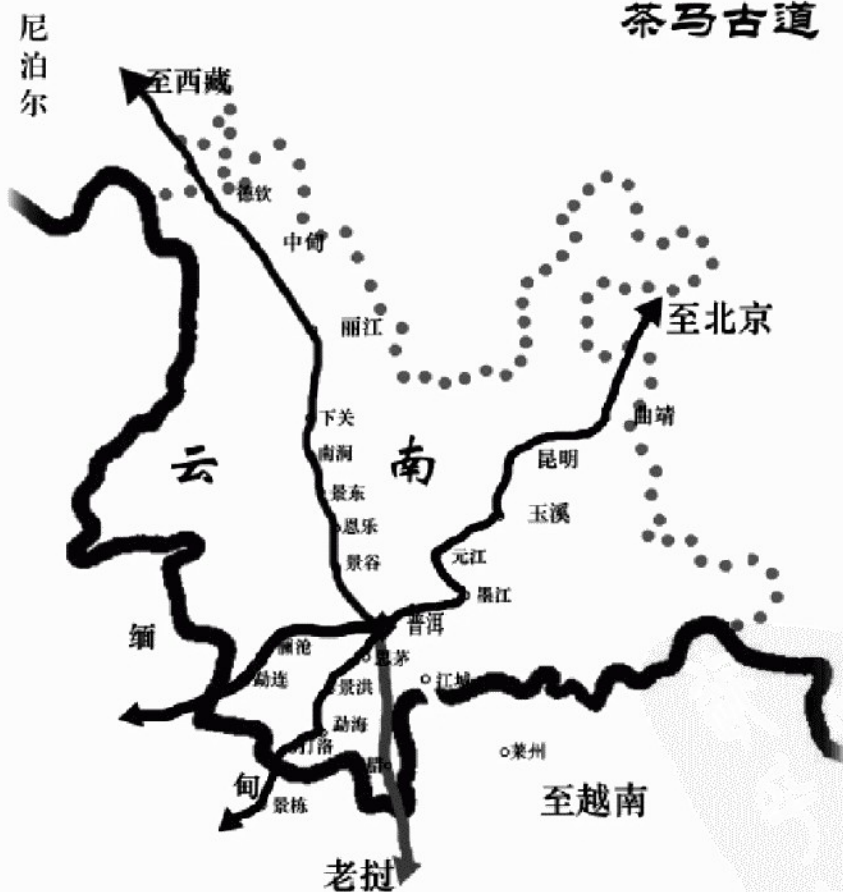 茶马古道
尼泊尔
至西藏
德钦
中甸
丽江
至北京
下关
曲靖
云南
南涧
昆明
景东
玉溪
恩乐
元江
景谷
墨江
普洱
缅甸
澜沧
思茅
勐连
景洪
江城
勐海
打洛
莱州
景栋
至越南
老挝